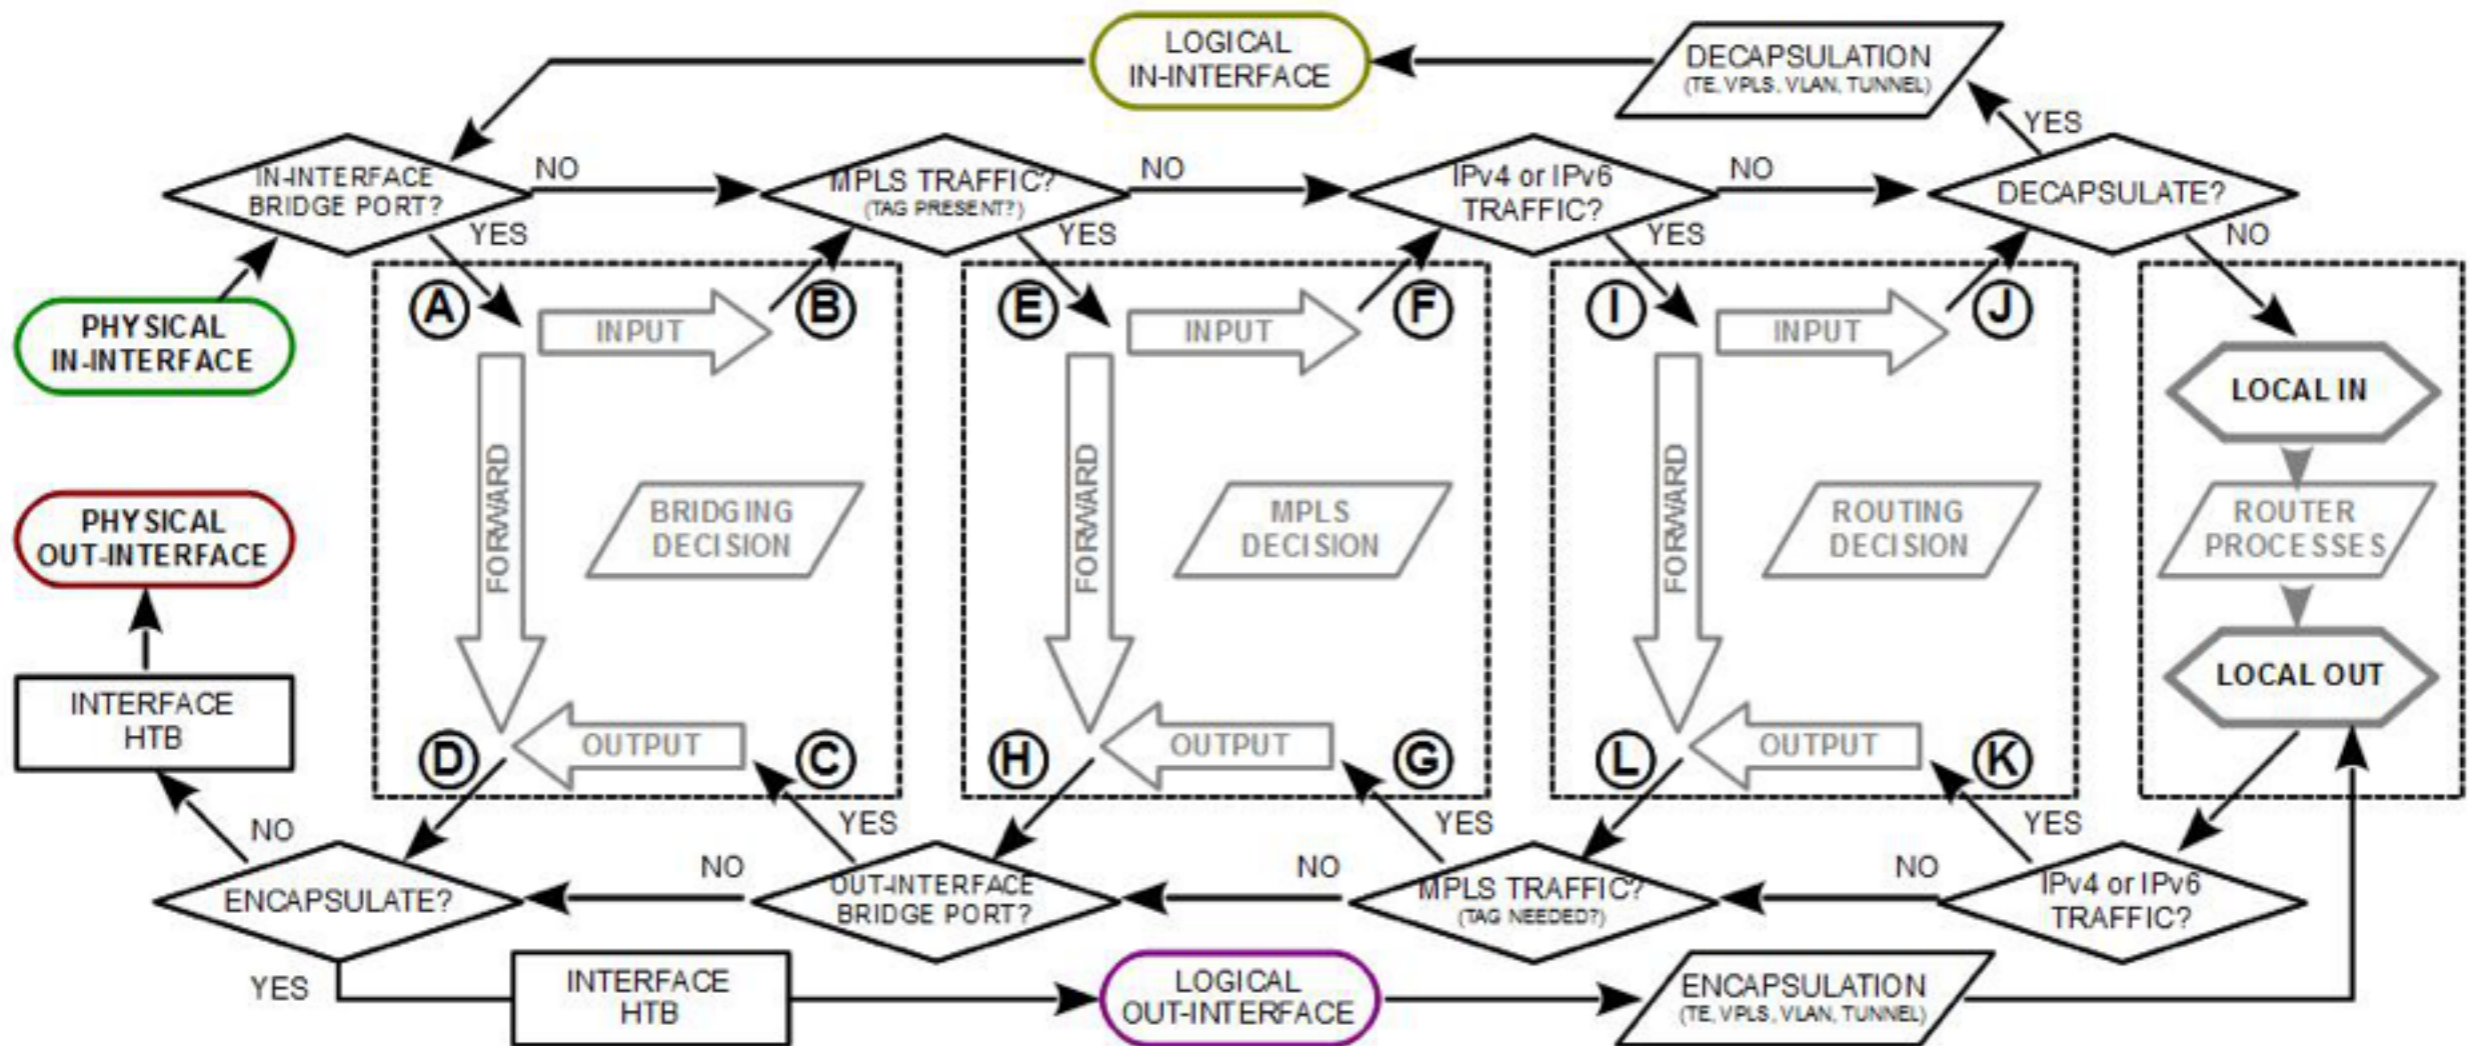 LOGICAL
IN-INTERFACE
DECAPSULATION
(TE, VPLS, VLAN, TUNNEL)
YES
IN-INTERFACE
BRIDGE PORT?
NO
MPLS TRAFFIC?
(TAG PRESENT?)
NO
IPv4 or IPv6
TRAFFIC?
NO
DECAPSULATE?
YES
YES
YES
NO
PHYSICAL
IN-INTERFACE
A
INPUT
B
E
INPUT
F
I
INPUT
J
LOCAL IN
FORWARD
BRIDGING
DECISION
FORWARD
MPLS
DECISION
FORWARD
ROUTING
DECISION
ROUTER
PROCESSES
PHYSICAL
OUT-INTERFACE
INTERFACE
HTB
D
OUTPUT
C
H
OUTPUT
G
L
OUTPUT
K
LOCAL OUT
NO
YES
YES
YES
ENCAPSULATE?
NO
OUT-INTERFACE
BRIDGE PORT?
NO
MPLS TRAFFIC?
(TAG NEEDED?)
NO
IPv4 or IPv6
TRAFFIC?
YES
INTERFACE
HTB
LOGICAL
OUT-INTERFACE
ENCAPSULATION
(TE, VPLS, VLAN, TUNNEL)